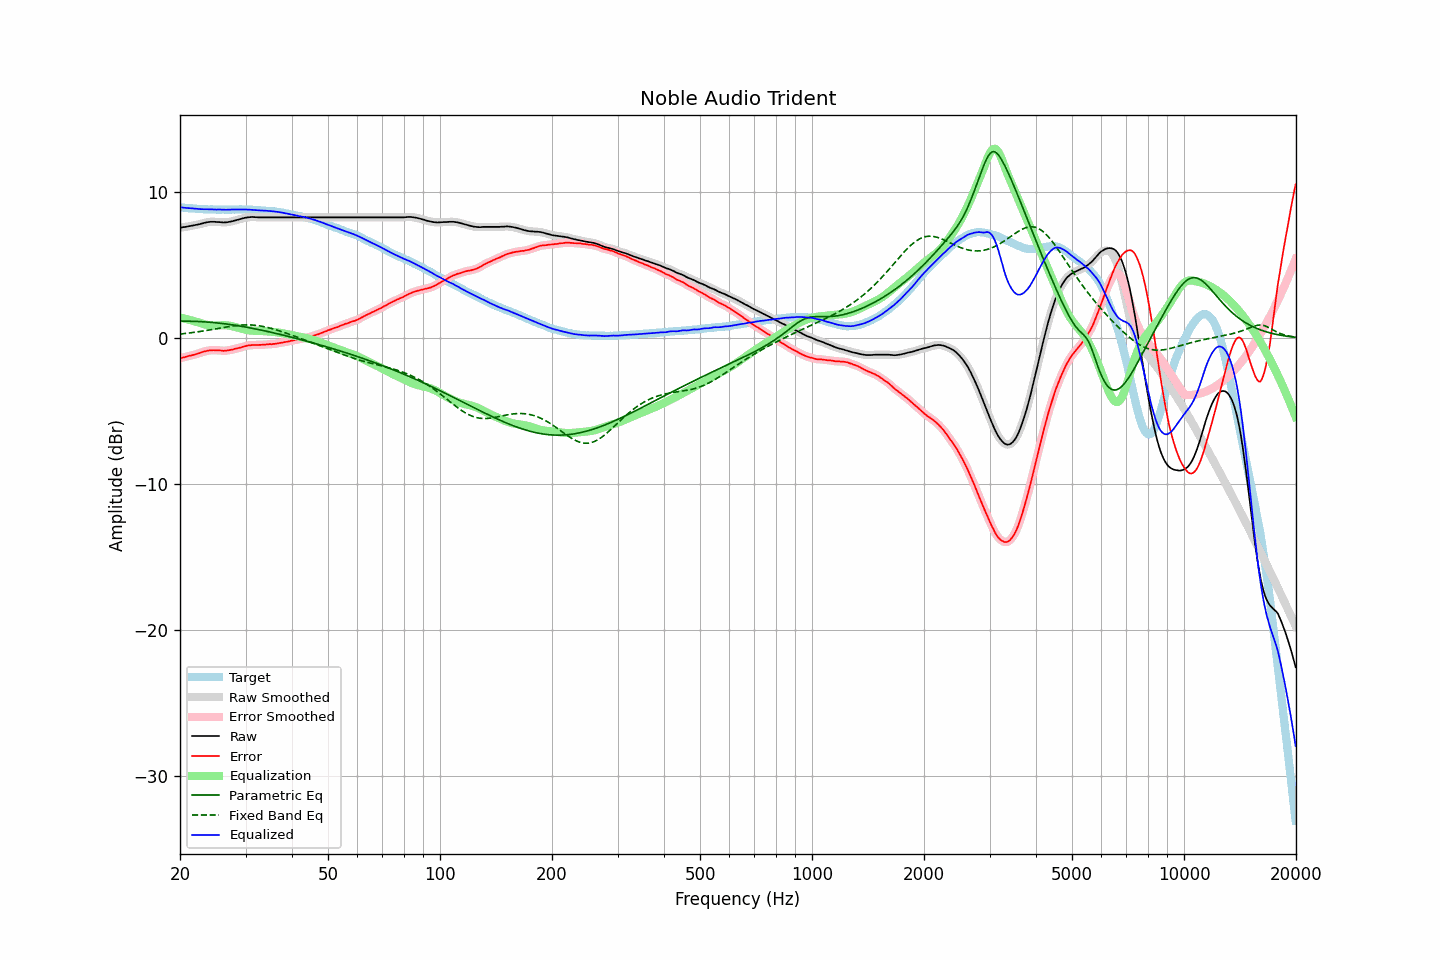 Noble Audio Trident
Amplitude (dBr)
10
0
−10
−20
−30
Target
Raw Smoothed
Error Smoothed
Raw
Error
Equalization
Parametric Eq
Fixed Band Eq
Equalized
20 50 100 200 500 1000 2000 5000 10000 20000
Frequency (Hz)